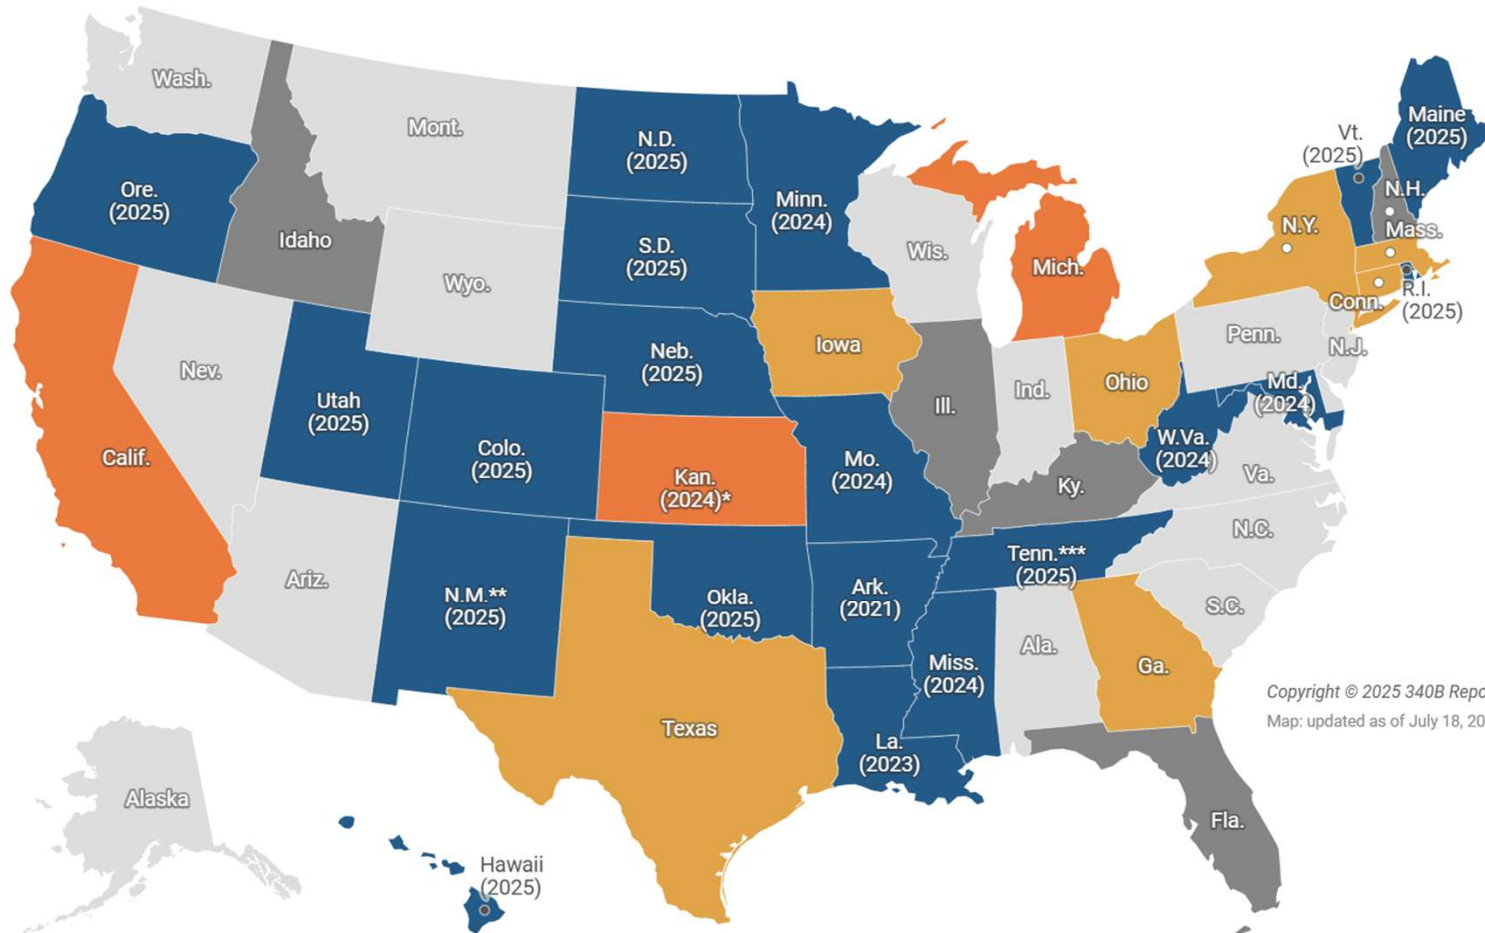 Wash.
Mont.
N.D.
(2025)
Minn.
(2024)
Vt.
(2025)
Maine
(2025)
Ore.
(2025)
Idaho
S.D.
(2025)
Wis.
Mich.
N.H.
N.Y.
Mass.
Wyo.
Conn.
R.I.
(2025)
Nev.
Utah
(2025)
Neb.
(2025)
Iowa
Ill.
Ind.
Ohio
Penn.
N.J.
Md.
(2024)
Calif.
Colo.
(2025)
Kan.
(2024)*
Mo.
(2024)
Ky.
W.Va.
(2024)
Va.
N.C.
Ariz.
N.M.**
(2025)
Okla.
(2025)
Ark.
(2021)
Tenn.***
(2025)
S.C.
Texas
Miss.
(2024)
Ala.
Ga.
La.
(2023)
Copyright © 2025 340B Repo
Map: updated as of July 18, 20
Alaska
Hawaii
(2025)
Fla.